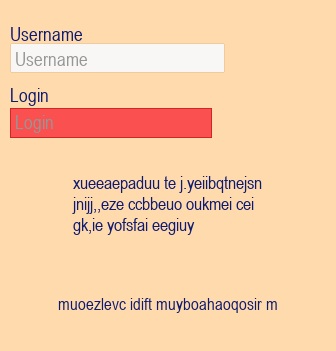 Username
Username
Login
Login
xueeaepaduu te j.yeiibqtnejsn
jnijj,,eze ccbbeuo oukmei cei
gk,ie yofsfai eegiuy
muoezlevc idift muyboahaoqosir m